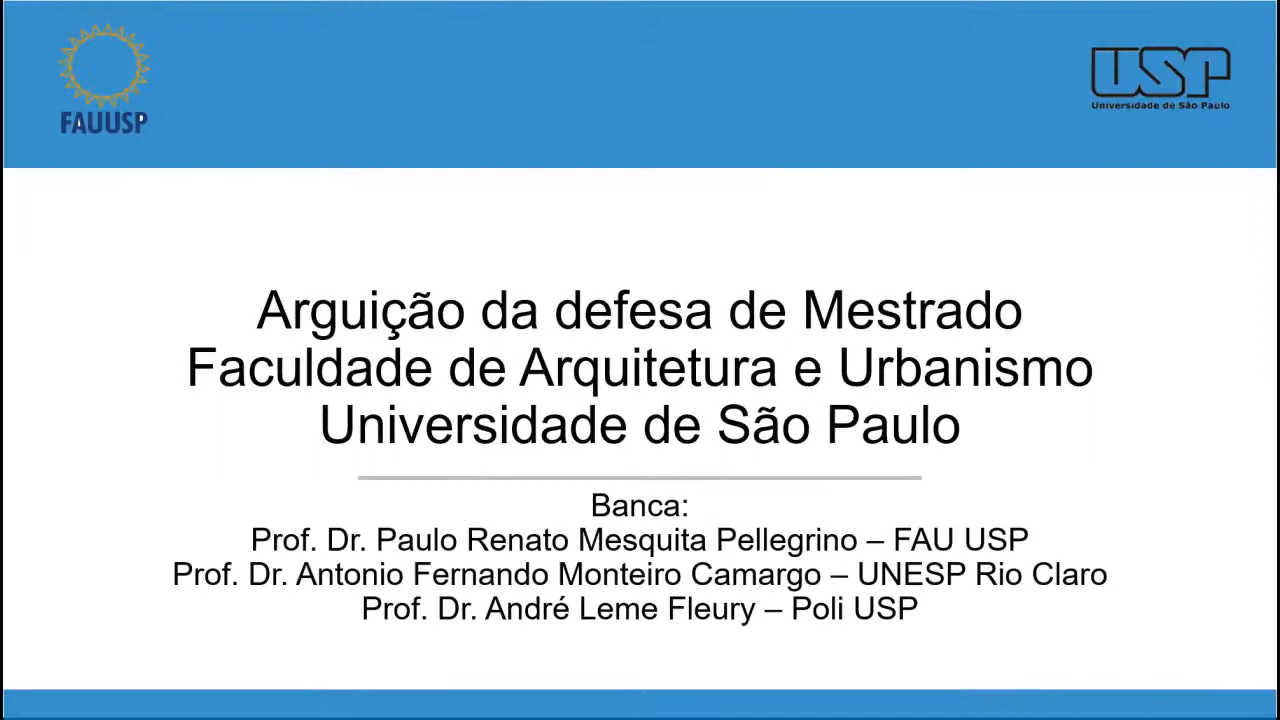 FAUUSP
USP
Universidade de São Paulo
Arguição da defesa de Mestrado
Faculdade de Arquitetura e Urbanismo
Universidade de São Paulo
Banca:
Prof. Dr. Paulo Renato Mesquita Pellegrino – FAU USP
Prof. Dr. Antonio Fernando Monteiro Camargo – UNESP Rio Claro
Prof. Dr. André Leme Fleury – Poli USP